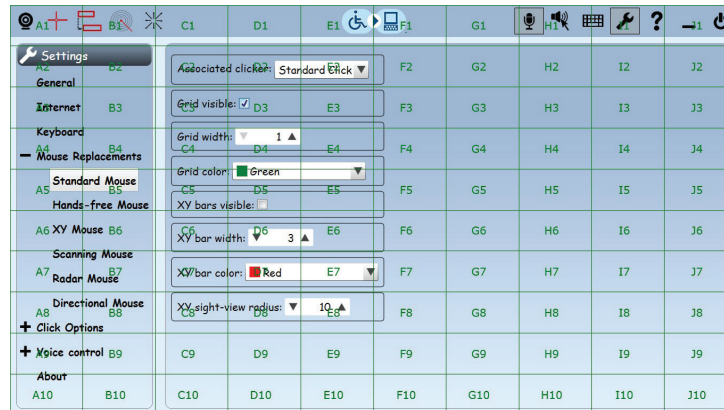 A1 B1 C1 D1 E1 F1 G1 H1 I1 J1
Settings
A2 B2 C2 D2 E2 F2 G2 H2 I2 J2
Associated clicker: Standard Click
General
Grid visible:
Internet
A3 B3 C3 D3 E3 F3 G3 H3 I3 J3
Keyboard
Grid width: 1
A4 B4 C4 D4 E4 F4 G4 H4 I4 J4
Mouse Replacements
Grid color: Green
Standard Mouse
A5 B5 C5 D5 E5 F5 G5 H5 I5 J5
Hands-free Mouse
XY bars visible:
A6 B6 C6 D6 E6 F6 G6 H6 I6 J6
XY Mouse
XY bar width: 3
Scanning Mouse
A7 B7 C7 D7 E7 F7 G7 H7 I7 J7
Radar Mouse
XY bar color: Red
Directional Mouse
XY sight-view radius: 10
A8 B8 C8 D8 E8 F8 G8 H8 I8 J8
Click Options
Voice control
A9 B9 C9 D9 E9 F9 G9 H9 I9 J9
About
A10 B10 C10 D10 E10 F10 G10 H10 I10 J10